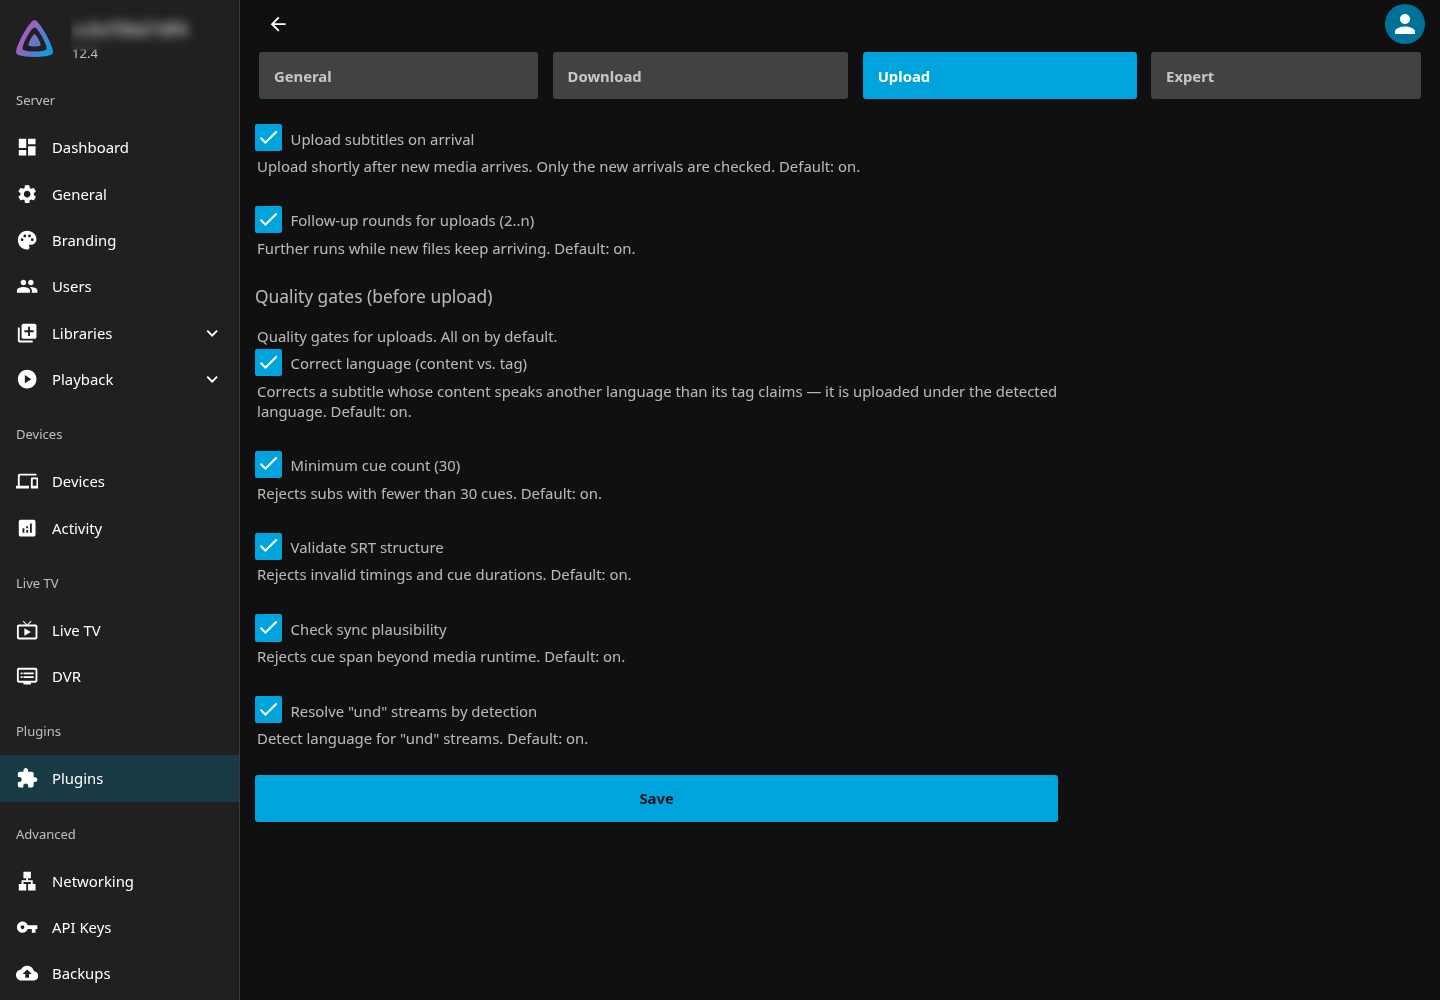 12.4
Server
Dashboard
General
Branding
Users
Libraries
Playback
Devices
Devices
Activity
Live TV
Live TV
DVR
Plugins
Plugins
Advanced
Networking
API Keys
Backups
General
Download
Upload
Expert
Upload subtitles on arrival
Upload shortly after new media arrives. Only the new arrivals are checked. Default: on.
Follow-up rounds for uploads (2..n)
Further runs while new files keep arriving. Default: on.
Quality gates (before upload)
Quality gates for uploads. All on by default.
Correct language (content vs. tag)
Corrects a subtitle whose content speaks another language than its tag claims — it is uploaded under the detected
language. Default: on.
Minimum cue count (30)
Rejects subs with fewer than 30 cues. Default: on.
Validate SRT structure
Rejects invalid timings and cue durations. Default: on.
Check sync plausibility
Rejects cue span beyond media runtime. Default: on.
Resolve "und" streams by detection
Detect language for "und" streams. Default: on.
Save